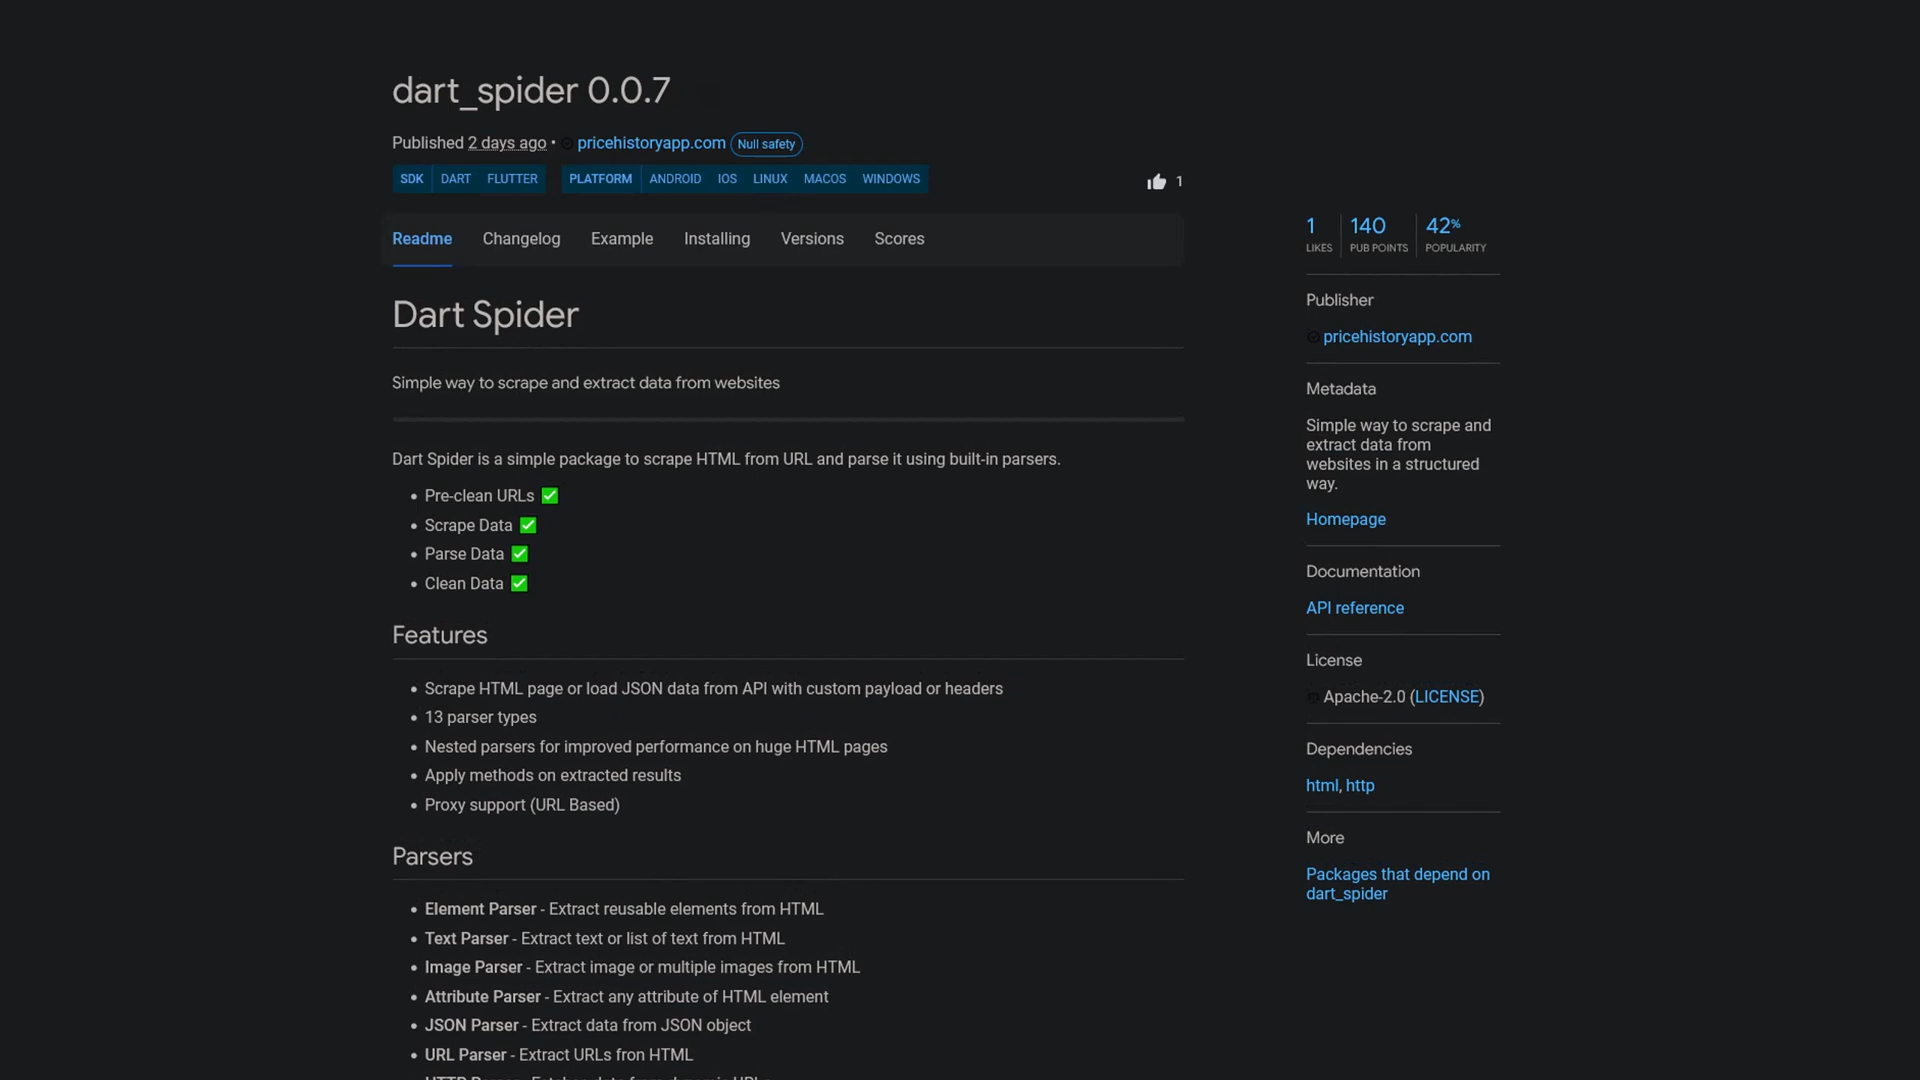 dart_spider 0.0.7
Published 2 days ago • pricehistoryapp.com Null safety
SDK DART FLUTTER PLATFORM ANDROID IOS LINUX MACOS WINDOWS
1
Readme Changelog Example Installing Versions Scores
Dart Spider
Simple way to scrape and extract data from websites
Dart Spider is a simple package to scrape HTML from URL and parse it using built-in parsers.
• Pre-clean URLs ✅
• Scrape Data ✅
• Parse Data ✅
• Clean Data ✅
Features
• Scrape HTML page or load JSON data from API with custom payload or headers
• 13 parser types
• Nested parsers for improved performance on huge HTML pages
• Apply methods on extracted results
• Proxy support (URL Based)
Parsers
• Element Parser - Extract reusable elements from HTML
• Text Parser - Extract text or list of text from HTML
• Image Parser - Extract image or multiple images from HTML
• Attribute Parser - Extract any attribute of HTML element
• JSON Parser - Extract data from JSON object
• URL Parser - Extract URLs fron HTML
1 140 42%
LIKES PUB POINTS POPULARITY
Publisher
pricehistoryapp.com
Metadata
Simple way to scrape and
extract data from
websites in a structured
way.
Homepage
Documentation
API reference
License
Apache-2.0 (LICENSE)
Dependencies
html, http
More
Packages that depend on
dart_spider